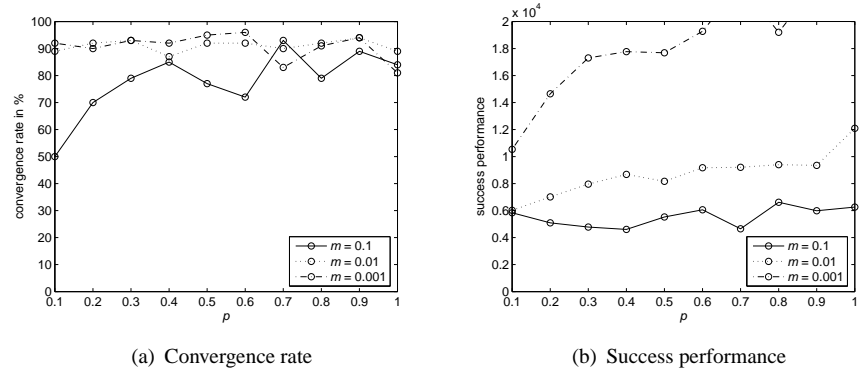 convergence rate in %
100
90
80
70
60
50
40
30
20
10
0
0.1 0.2 0.3 0.4 0.5 0.6 0.7 0.8 0.9 1
p
m = 0.1
m = 0.01
m = 0.001
(a) Convergence rate
success performance
2 x 10^4
1.8
1.6
1.4
1.2
1
0.8
0.6
0.4
0.2
0
0.1 0.2 0.3 0.4 0.5 0.6 0.7 0.8 0.9 1
p
m = 0.1
m = 0.01
m = 0.001
(b) Success performance